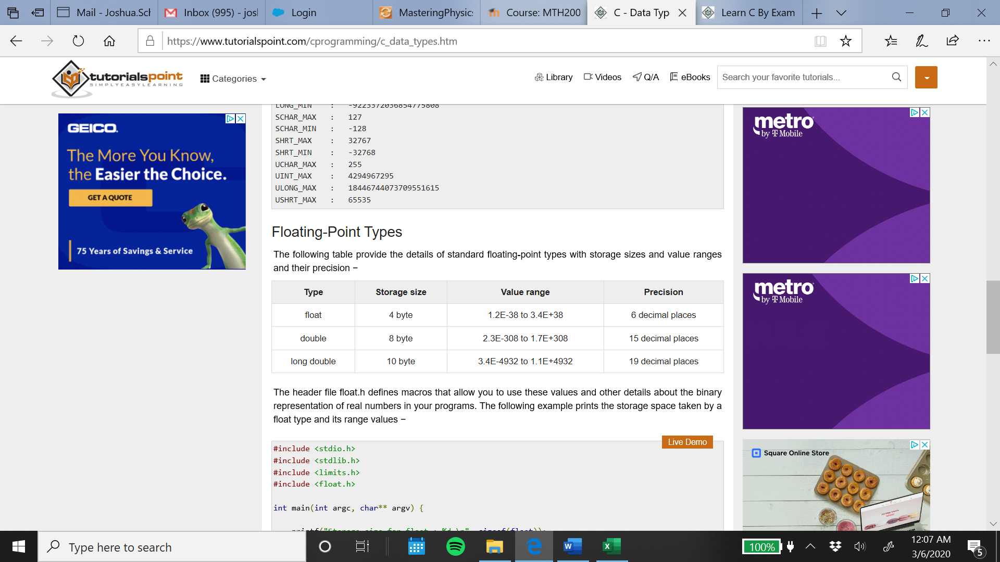 Mail - Joshua.Sch
Inbox (995) - josl
Login
MasteringPhysics
Course: MTH200
C - Data Typ
Learn C By Exam
https://www.tutorialspoint.com/cprogramming/c_data_types.htm
tutorialspoint
SIMPLYEASYLEARNING
Categories
Library
Videos
Q/A
eBooks
Search your favorite tutorials...
GEICO.
The More You Know,
the Easier the Choice.
GET A QUOTE
75 Years of Savings & Service
LONG_MIN : -9223372036854775808
SCHAR_MAX : 127
SCHAR_MIN : -128
SHRT_MAX : 32767
SHRT_MIN : -32768
UCHAR_MAX : 255
UINT_MAX : 4294967295
ULONG_MAX : 18446744073709551615
USHRT_MAX : 65535
Floating-Point Types
The following table provide the details of standard floating-point types with storage sizes and value ranges
and their precision −
Type Storage size Value range Precision
float 4 byte 1.2E-38 to 3.4E+38 6 decimal places
double 8 byte 2.3E-308 to 1.7E+308 15 decimal places
long double 10 byte 3.4E-4932 to 1.1E+4932 19 decimal places
The header file float.h defines macros that allow you to use these values and other details about the binary
representation of real numbers in your programs. The following example prints the storage space taken by a
float type and its range values −
Live Demo
#include <stdio.h>
#include <stdlib.h>
#include <limits.h>
#include <float.h>
int main(int argc, char** argv) {
printf("Storage size for float : %d \n", sizeof(float));
metro
by T Mobile
metro
by T Mobile
Square Online Store
Type here to search
W
X
100%
12:07 AM
3/6/2020
5